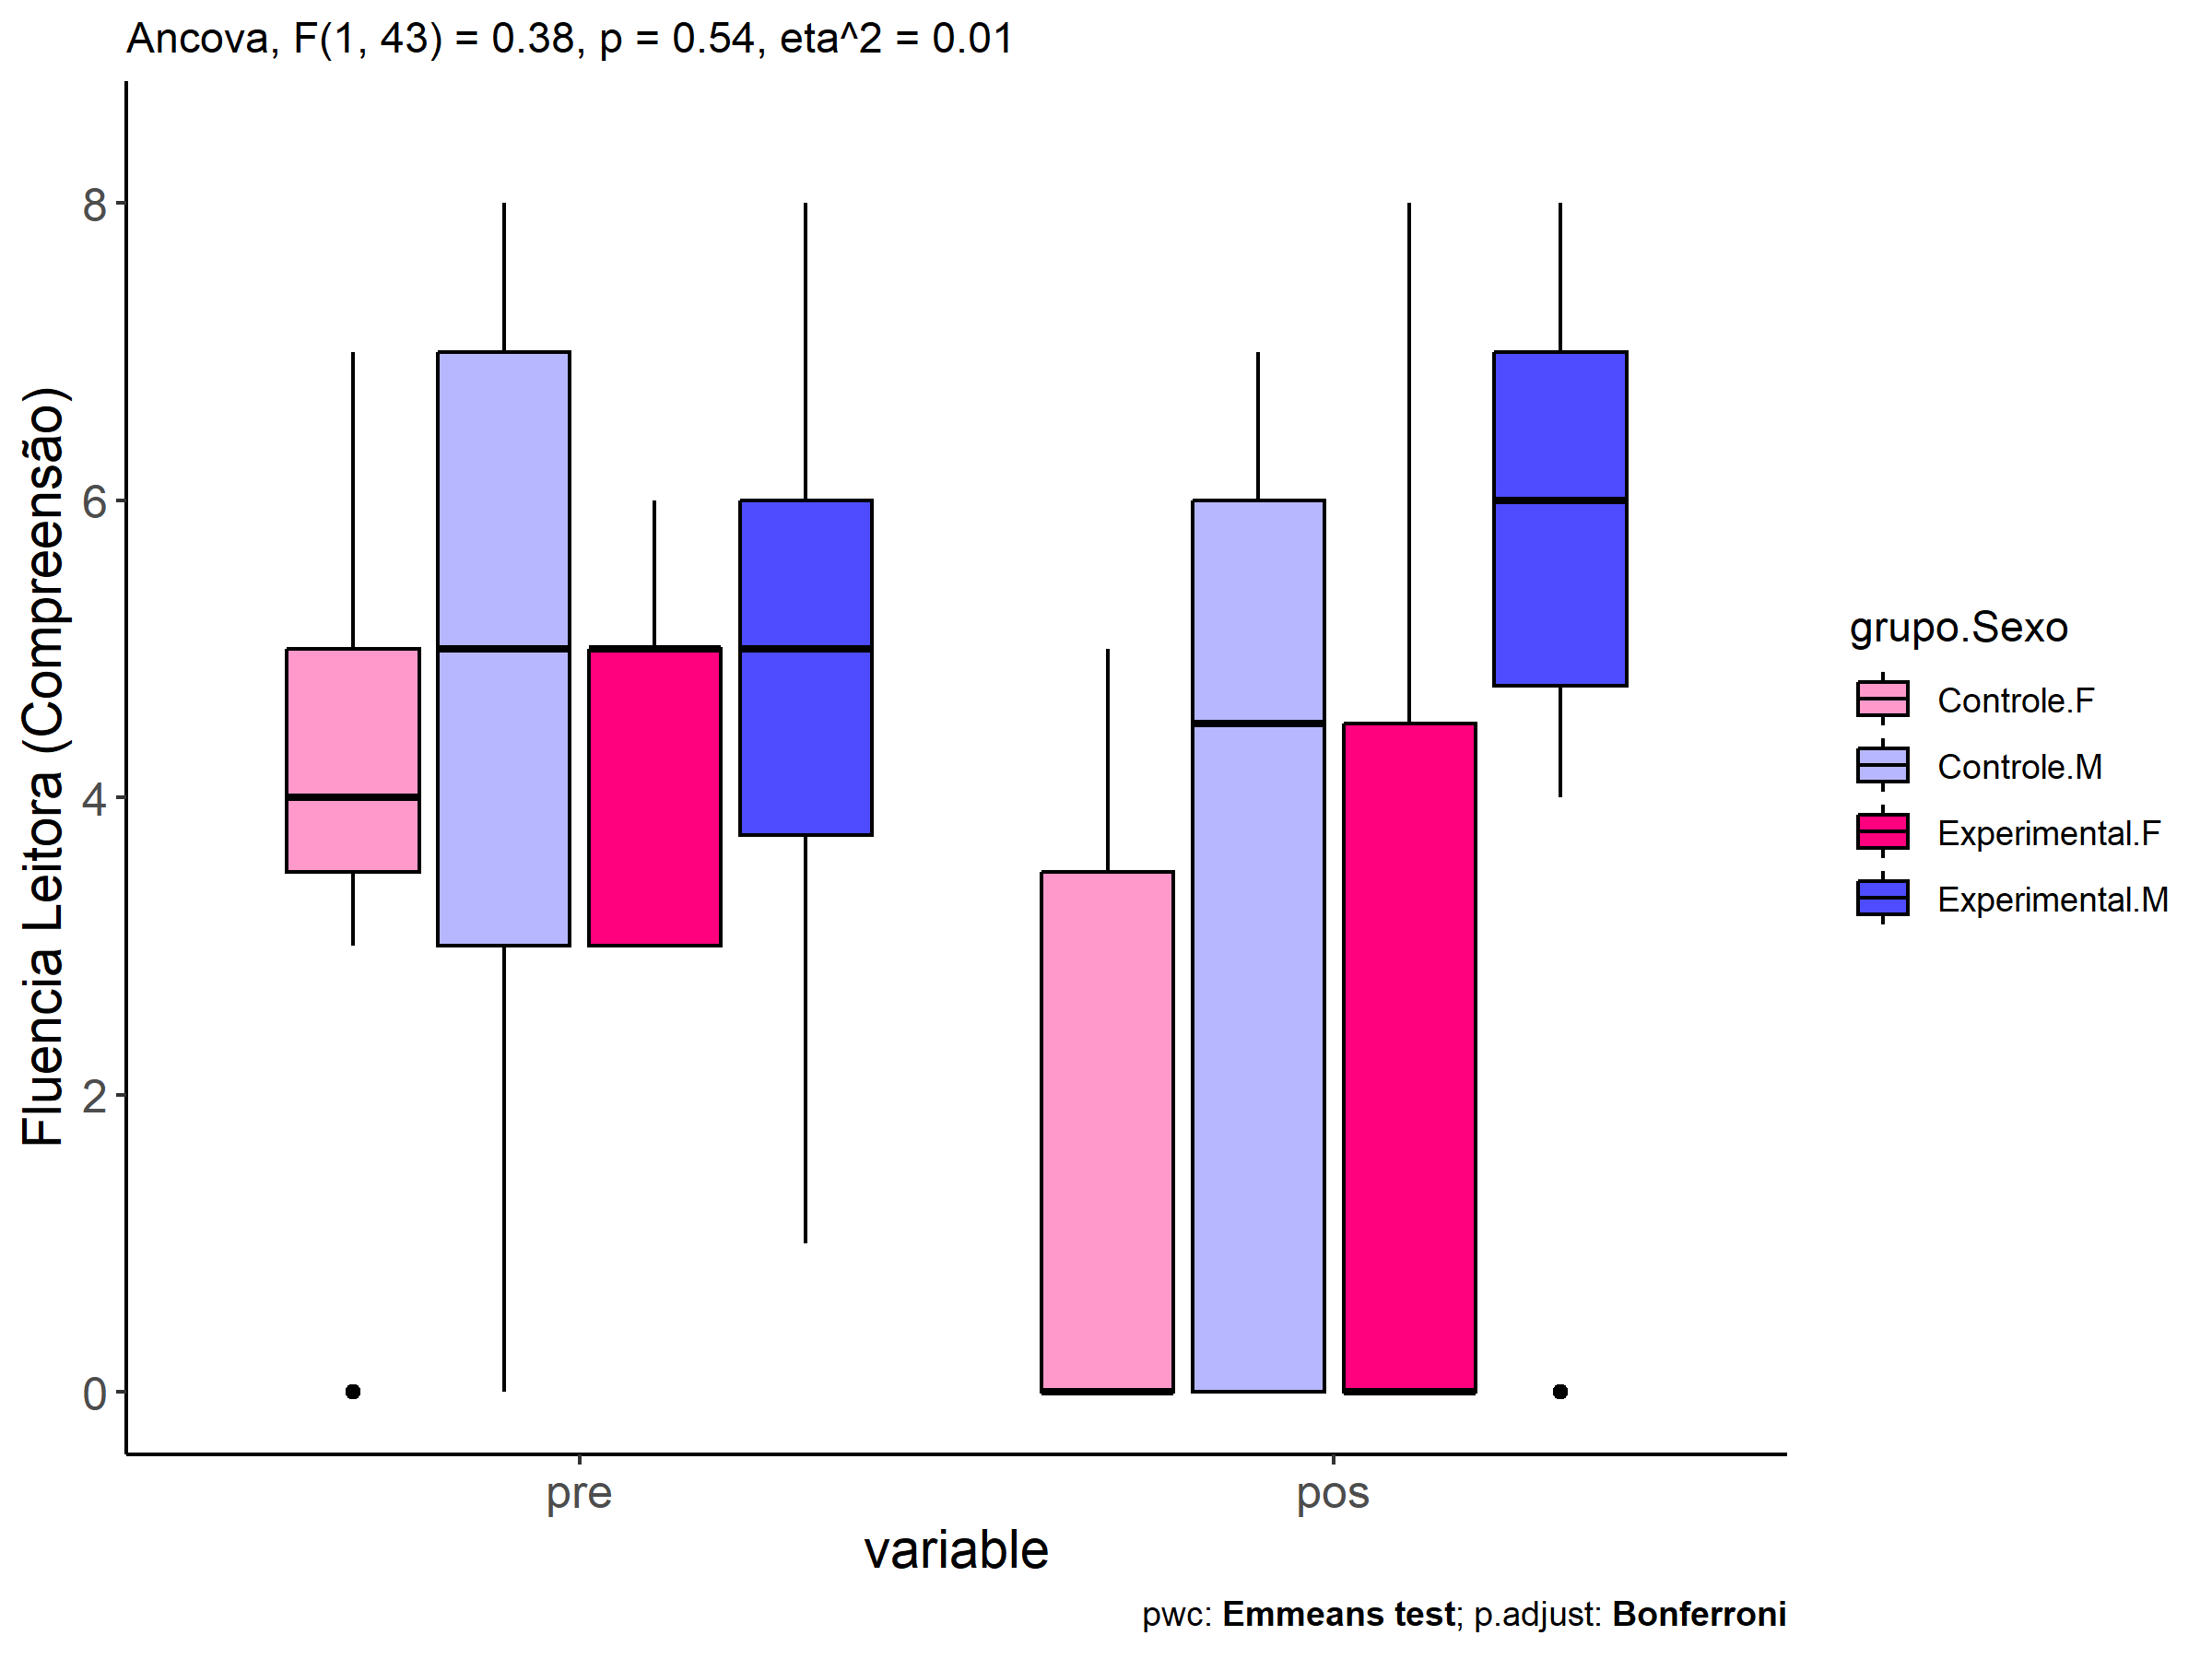 Ancova, F(1, 43) = 0.38, p = 0.54, eta^2 = 0.01
Fluencia Leitora (Compreensão)
8
6
4
2
0
pre
pos
variable
grupo.Sexo
Controle.F
Controle.M
Experimental.F
Experimental.M
pwc: Emmeans test; p.adjust: Bonferroni